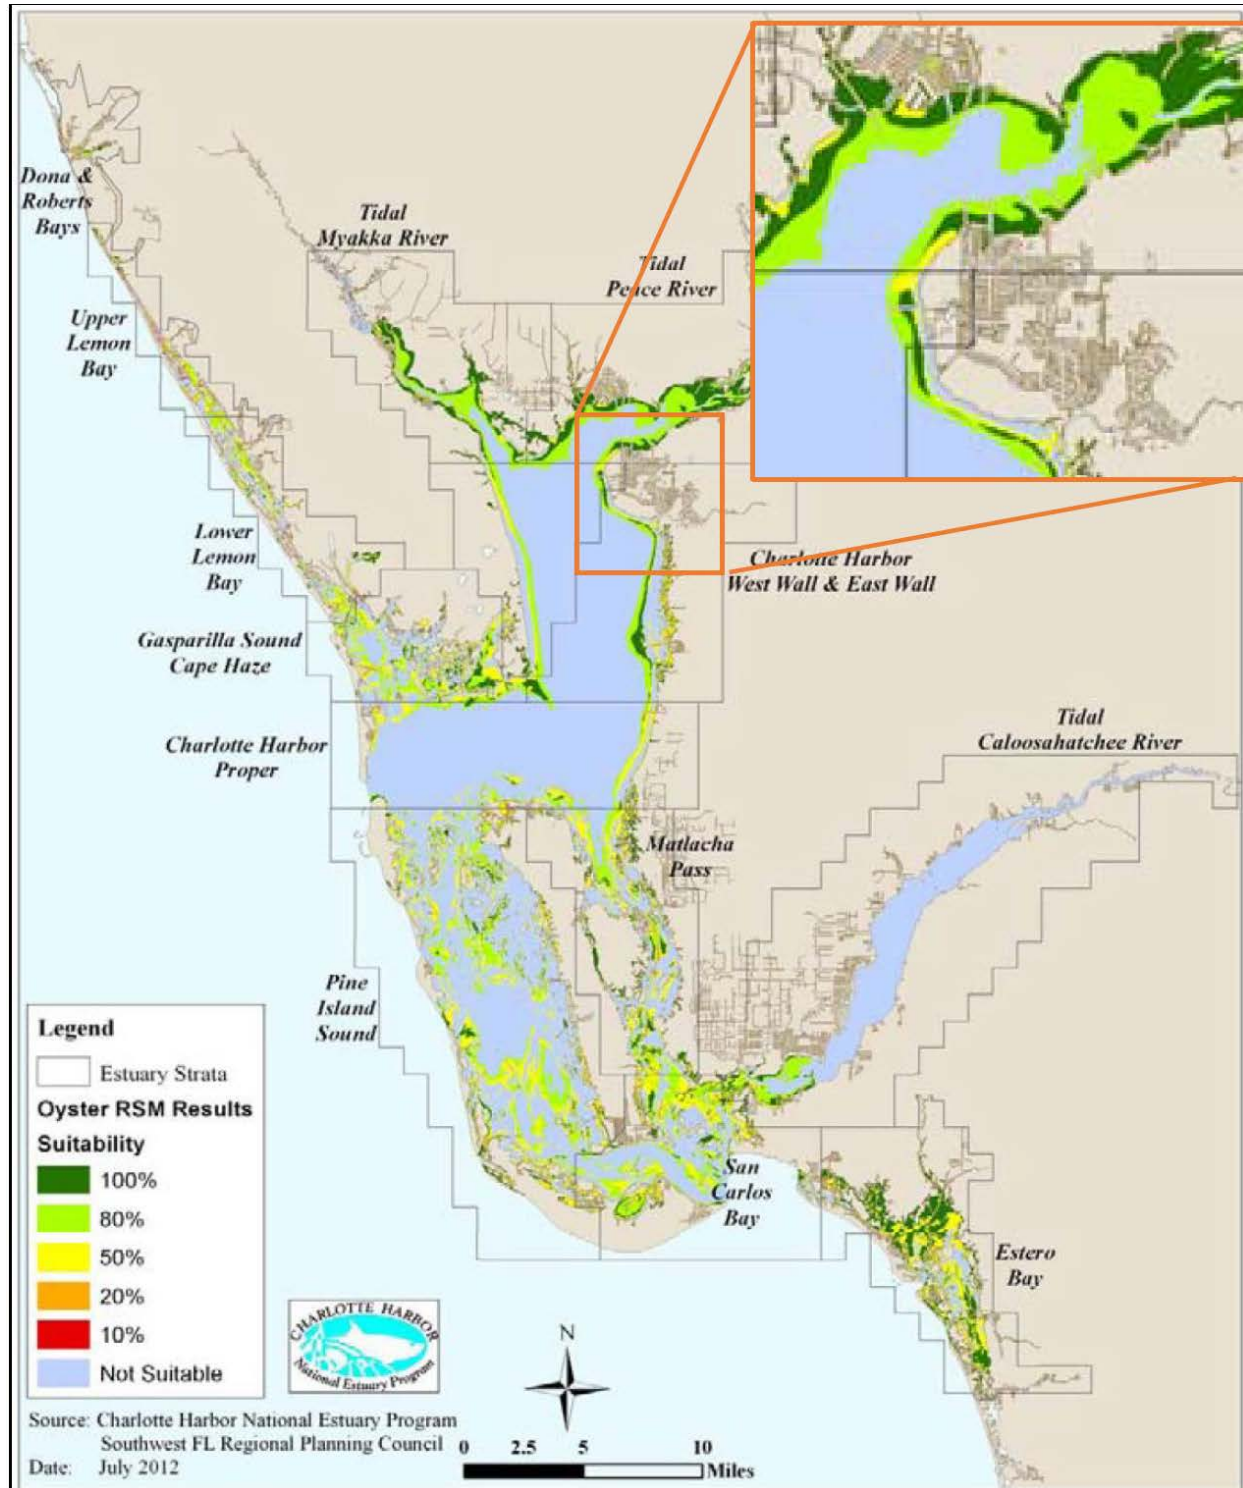 Dona &
Roberts
Bays
Tidal
Myakka River
Tidal
Peace River
Upper
Lemon
Bay
Lower
Lemon
Bay
Charlotte Harbor
West Wall & East Wall
Gasparilla Sound
Cape Haze
Charlotte Harbor
Proper
Tidal
Caloosahatchee River
Matlacha
Pass
Pine
Island
Sound
San
Carlos
Bay
Estero
Bay
Legend
Estuary Strata
Oyster RSM Results
Suitability
100%
80%
50%
20%
10%
Not Suitable
CHARLOTTE HARBOR
National Estuary Program
N
Source: Charlotte Harbor National Estuary Program
Southwest FL Regional Planning Council
Date: July 2012
0 2.5 5 10
Miles